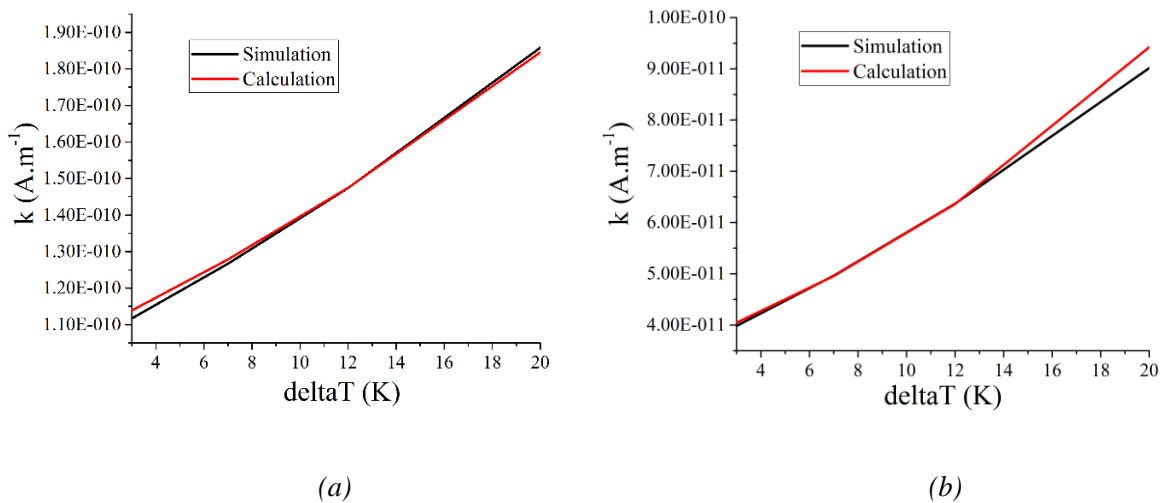 1.90E-010
1.80E-010
1.70E-010
1.60E-010
1.50E-010
1.40E-010
1.30E-010
1.20E-010
1.10E-010
k (A.m⁻¹)
Simulation
Calculation
4 6 8 10 12 14 16 18 20
deltaT (K)
(a)
1.00E-010
9.00E-011
8.00E-011
7.00E-011
6.00E-011
5.00E-011
4.00E-011
k (A.m⁻¹)
Simulation
Calculation
4 6 8 10 12 14 16 18 20
deltaT (K)
(b)